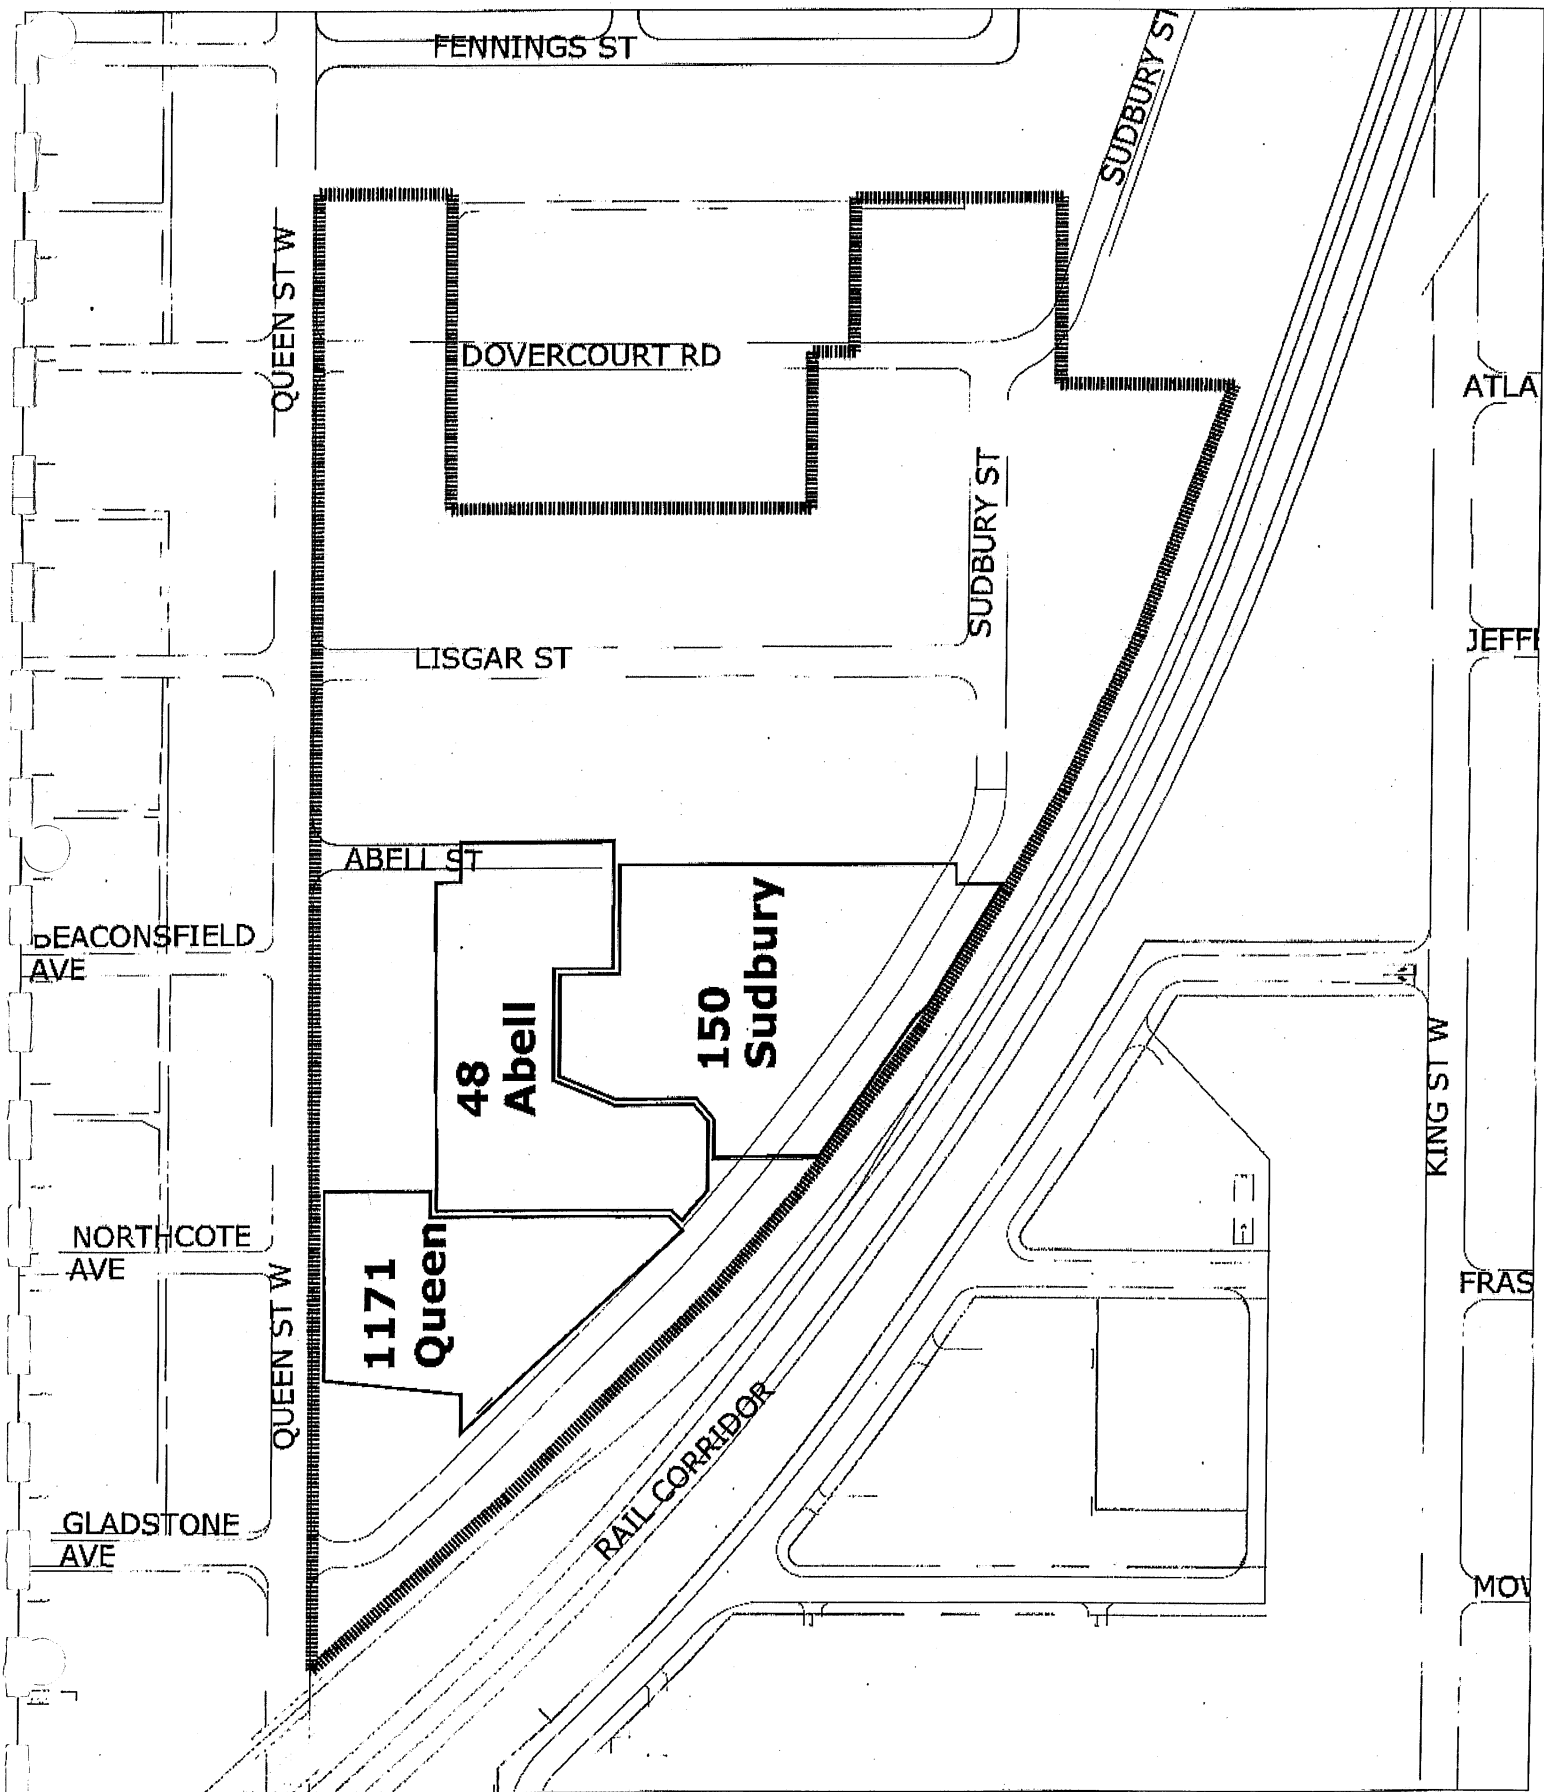 FENNINGS ST
SUDBURY ST
QUEEN ST W
DOVERCOURT RD
ATLA
SUDBURY ST
JEFF
LISGAR ST
ABELL ST
BEACONSFIELD
AVE
150
Sudbury
48
Abell
KING ST W
NORTHCOTE
AVE
1171
Queen
FRAS
QUEEN ST W
RAIL CORRIDOR
GLADSTONE
AVE
MOW